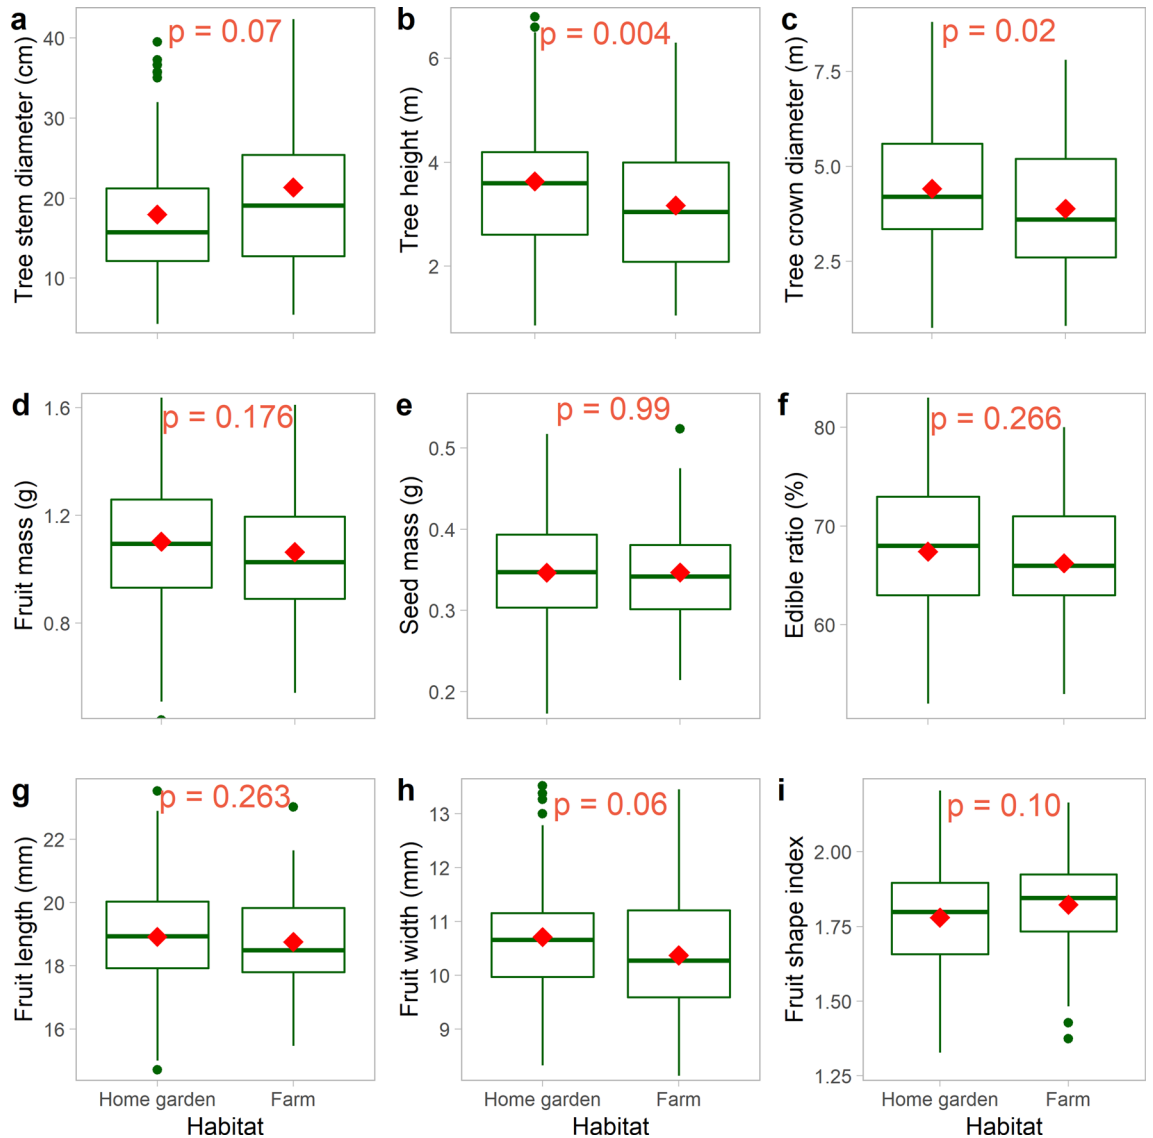 a
p = 0.07
Tree stem diameter (cm)
40
30
20
10
b
p = 0.004
Tree height (m)
6
4
2
c
p = 0.02
Tree crown diameter (m)
7.5
5.0
2.5
d
p = 0.176
Fruit mass (g)
1.6
1.2
0.8
e
p = 0.99
Seed mass (g)
0.5
0.4
0.3
0.2
f
p = 0.266
Edible ratio (%)
80
70
60
g
p = 0.263
Fruit length (mm)
22
20
18
16
Home garden
Farm
Habitat
h
p = 0.06
Fruit width (mm)
13
12
11
10
9
Home garden
Farm
Habitat
i
p = 0.10
Fruit shape index
2.00
1.75
1.50
1.25
Home garden
Farm
Habitat